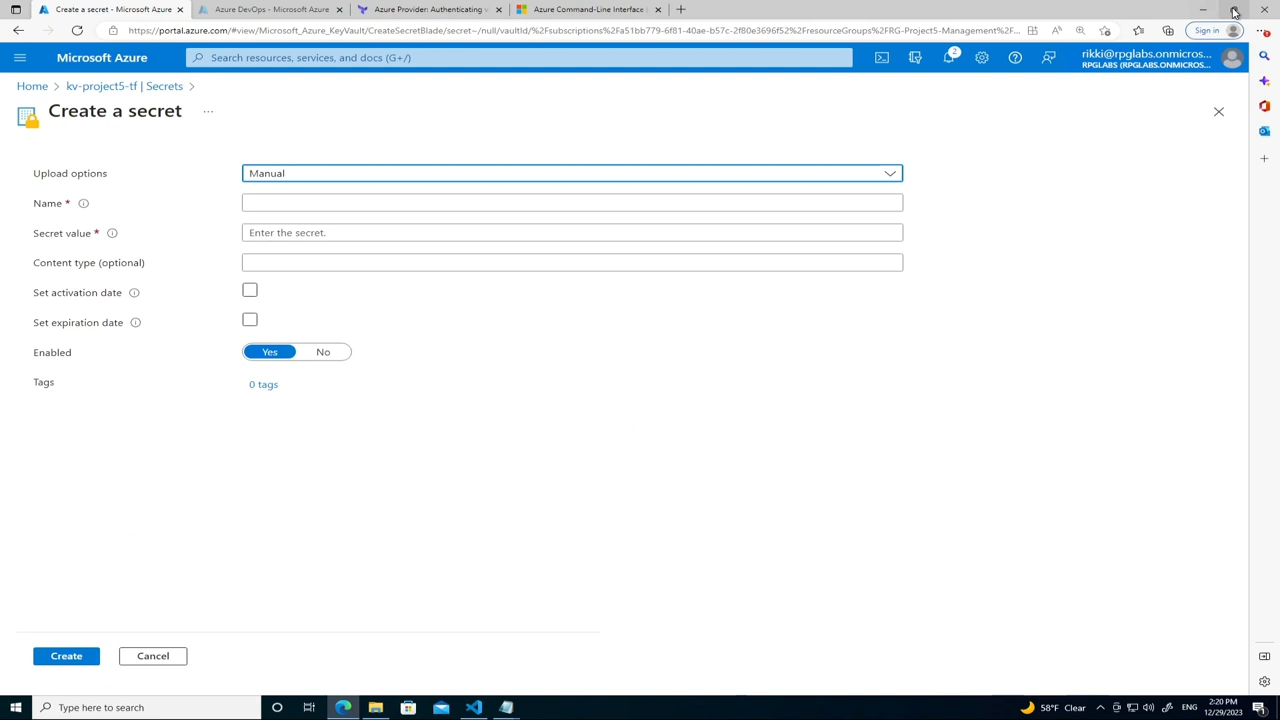 Create a secret - Microsoft Azure
Azure DevOps - Microsoft Azure
Azure Provider: Authenticating v
Azure Command-Line Interface
https://portal.azure.com/#view/Microsoft_Azure_KeyVault/CreateSecretBlade/secret~/null/vaultId/%2Fsubscriptions%2Fa51bb779-6f81-40ae-b57c-2f80e3696f52%2FresourceGroups%2FRG-Project5-Management%2F...
Sign in
Microsoft Azure
Search resources, services, and docs (G+/)
2
rikki@rpglabs.onmicros...
RPGLABS (RPGLABS.ONMICROS...
Home > kv-project5-tf | Secrets >
Create a secret ...
Upload options
Manual
Name *
Secret value *
Enter the secret.
Content type (optional)
Set activation date
Set expiration date
Enabled
Yes
No
Tags
0 tags
Create
Cancel
Type here to search
58°F Clear
ENG
2:20 PM
12/29/2023